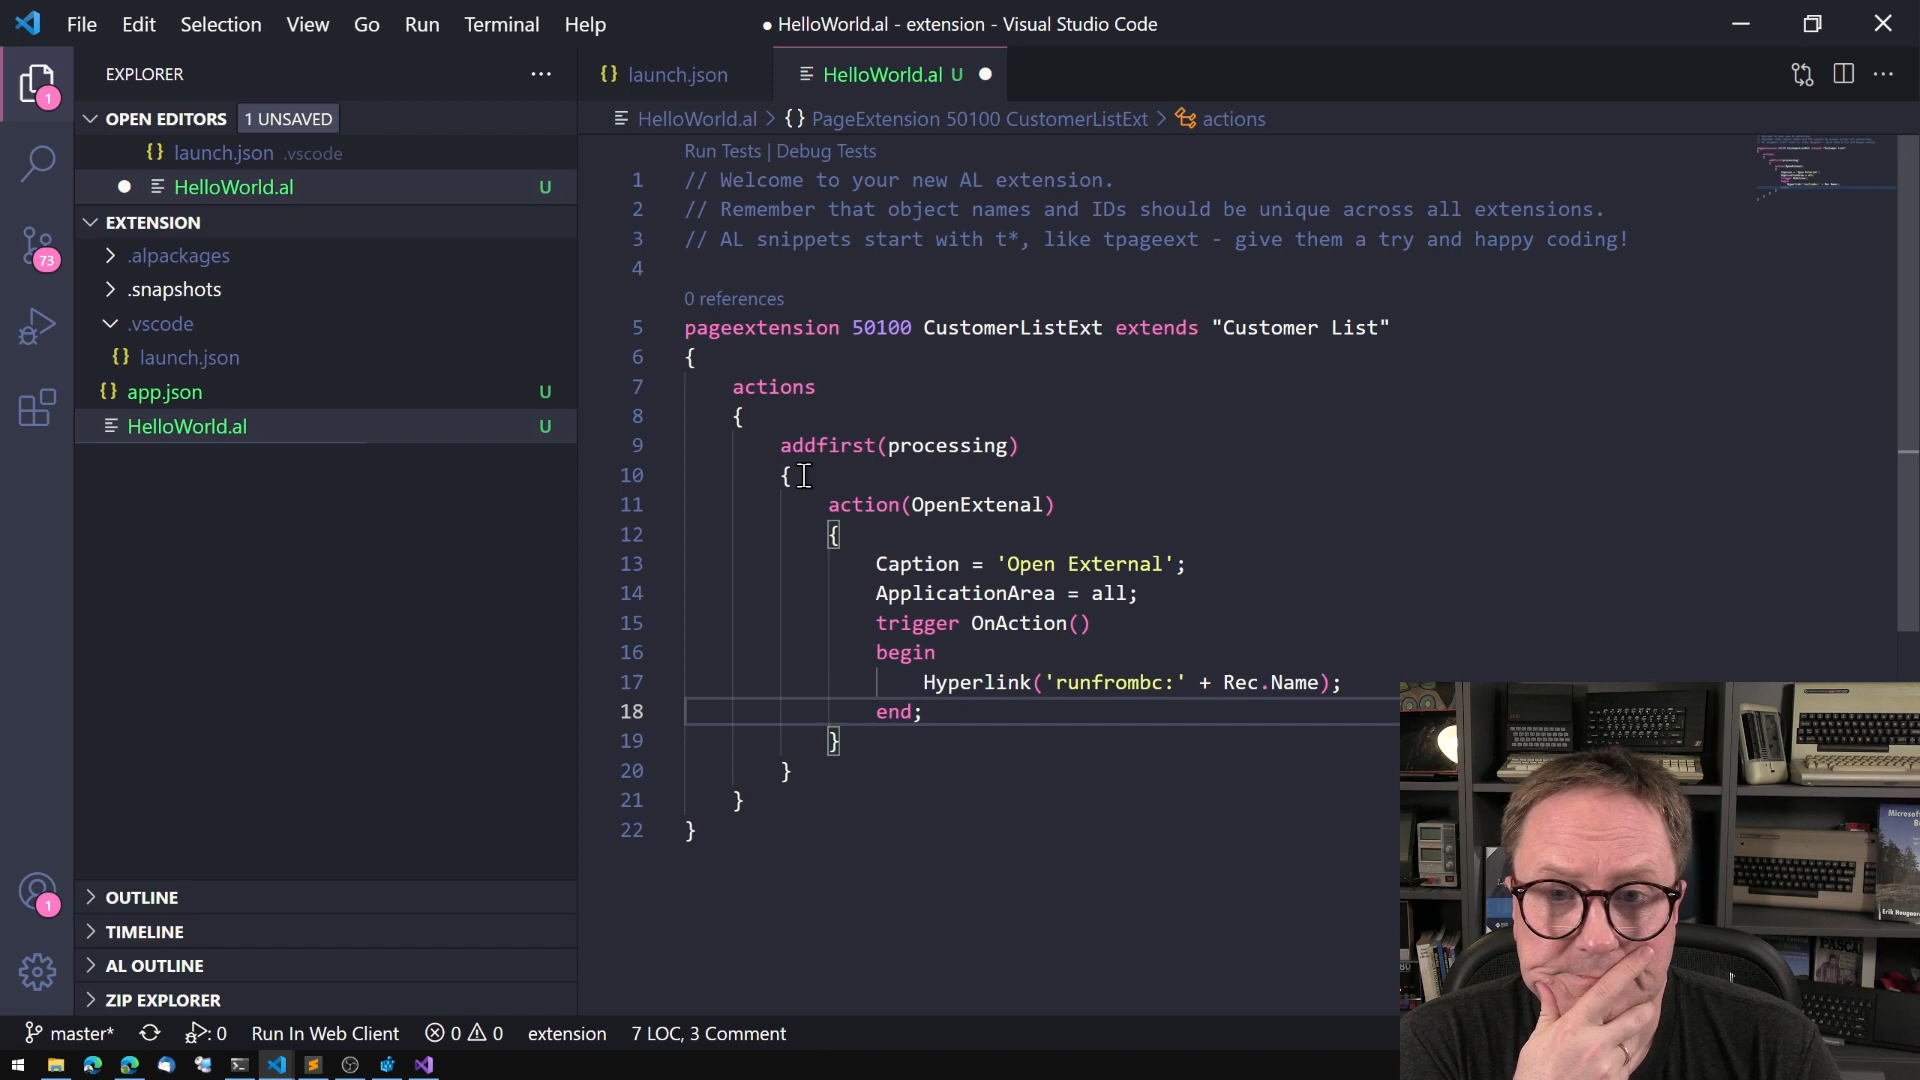 File Edit Selection View Go Run Terminal Help
● HelloWorld.al - extension - Visual Studio Code
EXPLORER
OPEN EDITORS 1 UNSAVED
launch.json .vscode
HelloWorld.al U
EXTENSION
.alpackages
.snapshots
.vscode
launch.json
app.json U
HelloWorld.al U
OUTLINE
TIMELINE
AL OUTLINE
ZIP EXPLORER
1
73
1
launch.json
HelloWorld.al U
HelloWorld.al > {} PageExtension 50100 CustomerListExt > actions
Run Tests | Debug Tests
1 // Welcome to your new AL extension.
2 // Remember that object names and IDs should be unique across all extensions.
3 // AL snippets start with t*, like tpageext - give them a try and happy coding!
4
0 references
5 pageextension 50100 CustomerListExt extends "Customer List"
6 {
7 actions
8 {
9 addfirst(processing)
10 {
11 action(OpenExtenal)
12 {
13 Caption = 'Open External';
14 ApplicationArea = all;
15 trigger OnAction()
16 begin
17 Hyperlink('runfrombc:' + Rec.Name);
18 end;
19 }
20 }
21 }
22 }
master* 0 Run In Web Client 0 0 extension 7 LOC, 3 Comment
PASCAL
Erik Hougaard